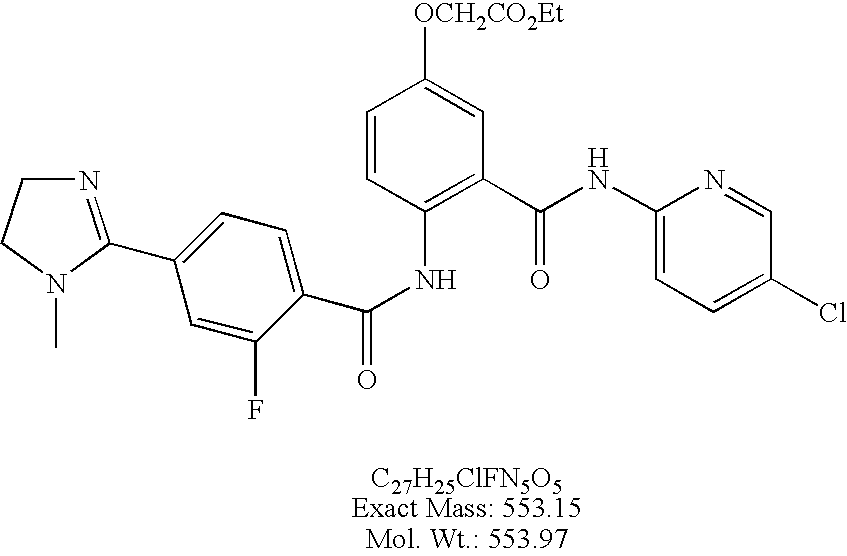 OCH₂CO₂Et
H
N
N
N
N
NH
O
Cl
O
F
C₂₇H₂₅ClFN₅O₅
Exact Mass: 553.15
Mol. Wt.: 553.97